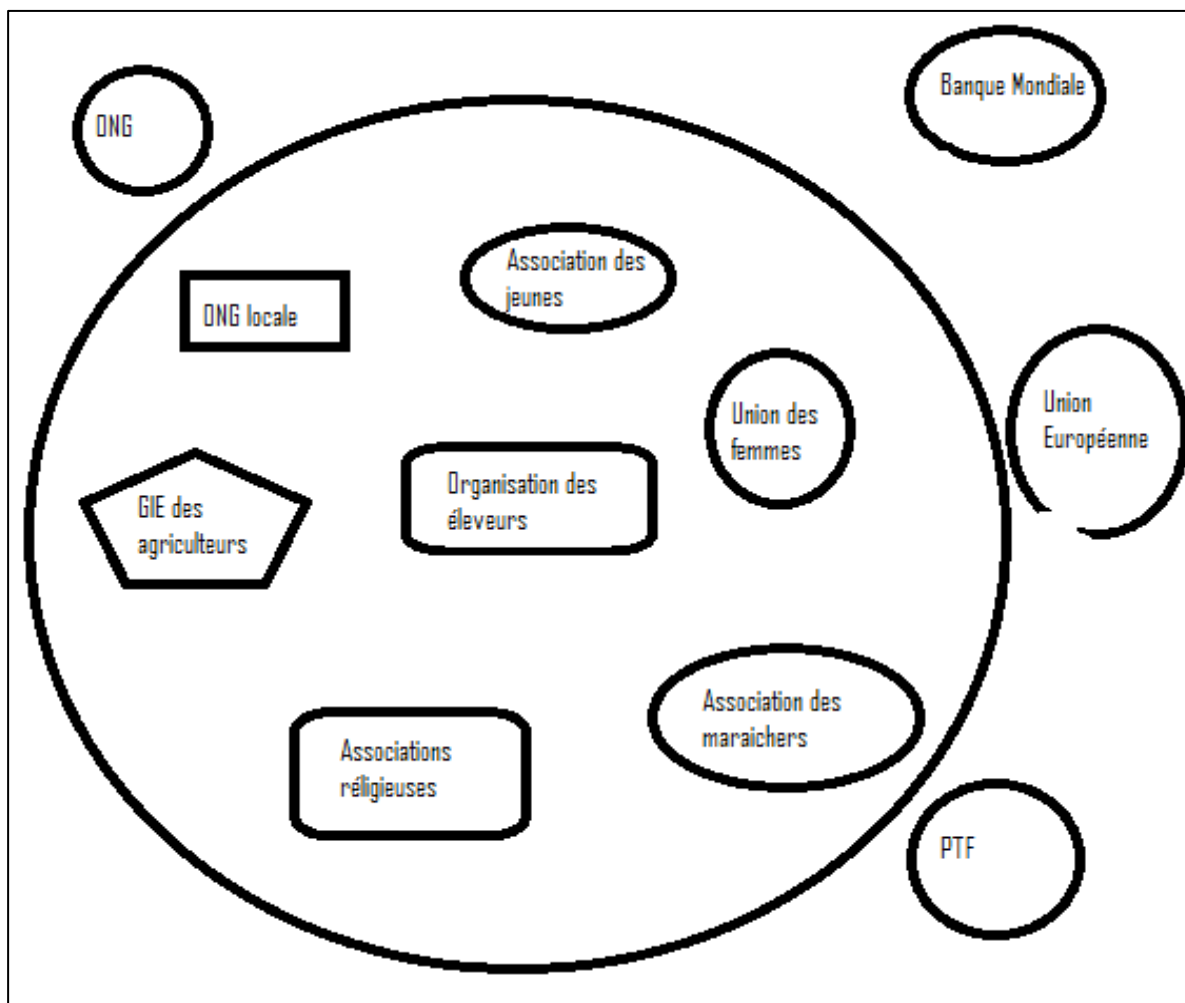 Banque Mondiale
ONG
Association des
jeunes
ONG locale
Union des
femmes
Union
Européenne
GIE des
agriculteurs
Organisation des
éleveurs
Association des
maraichers
Associations
réligieuses
PTF